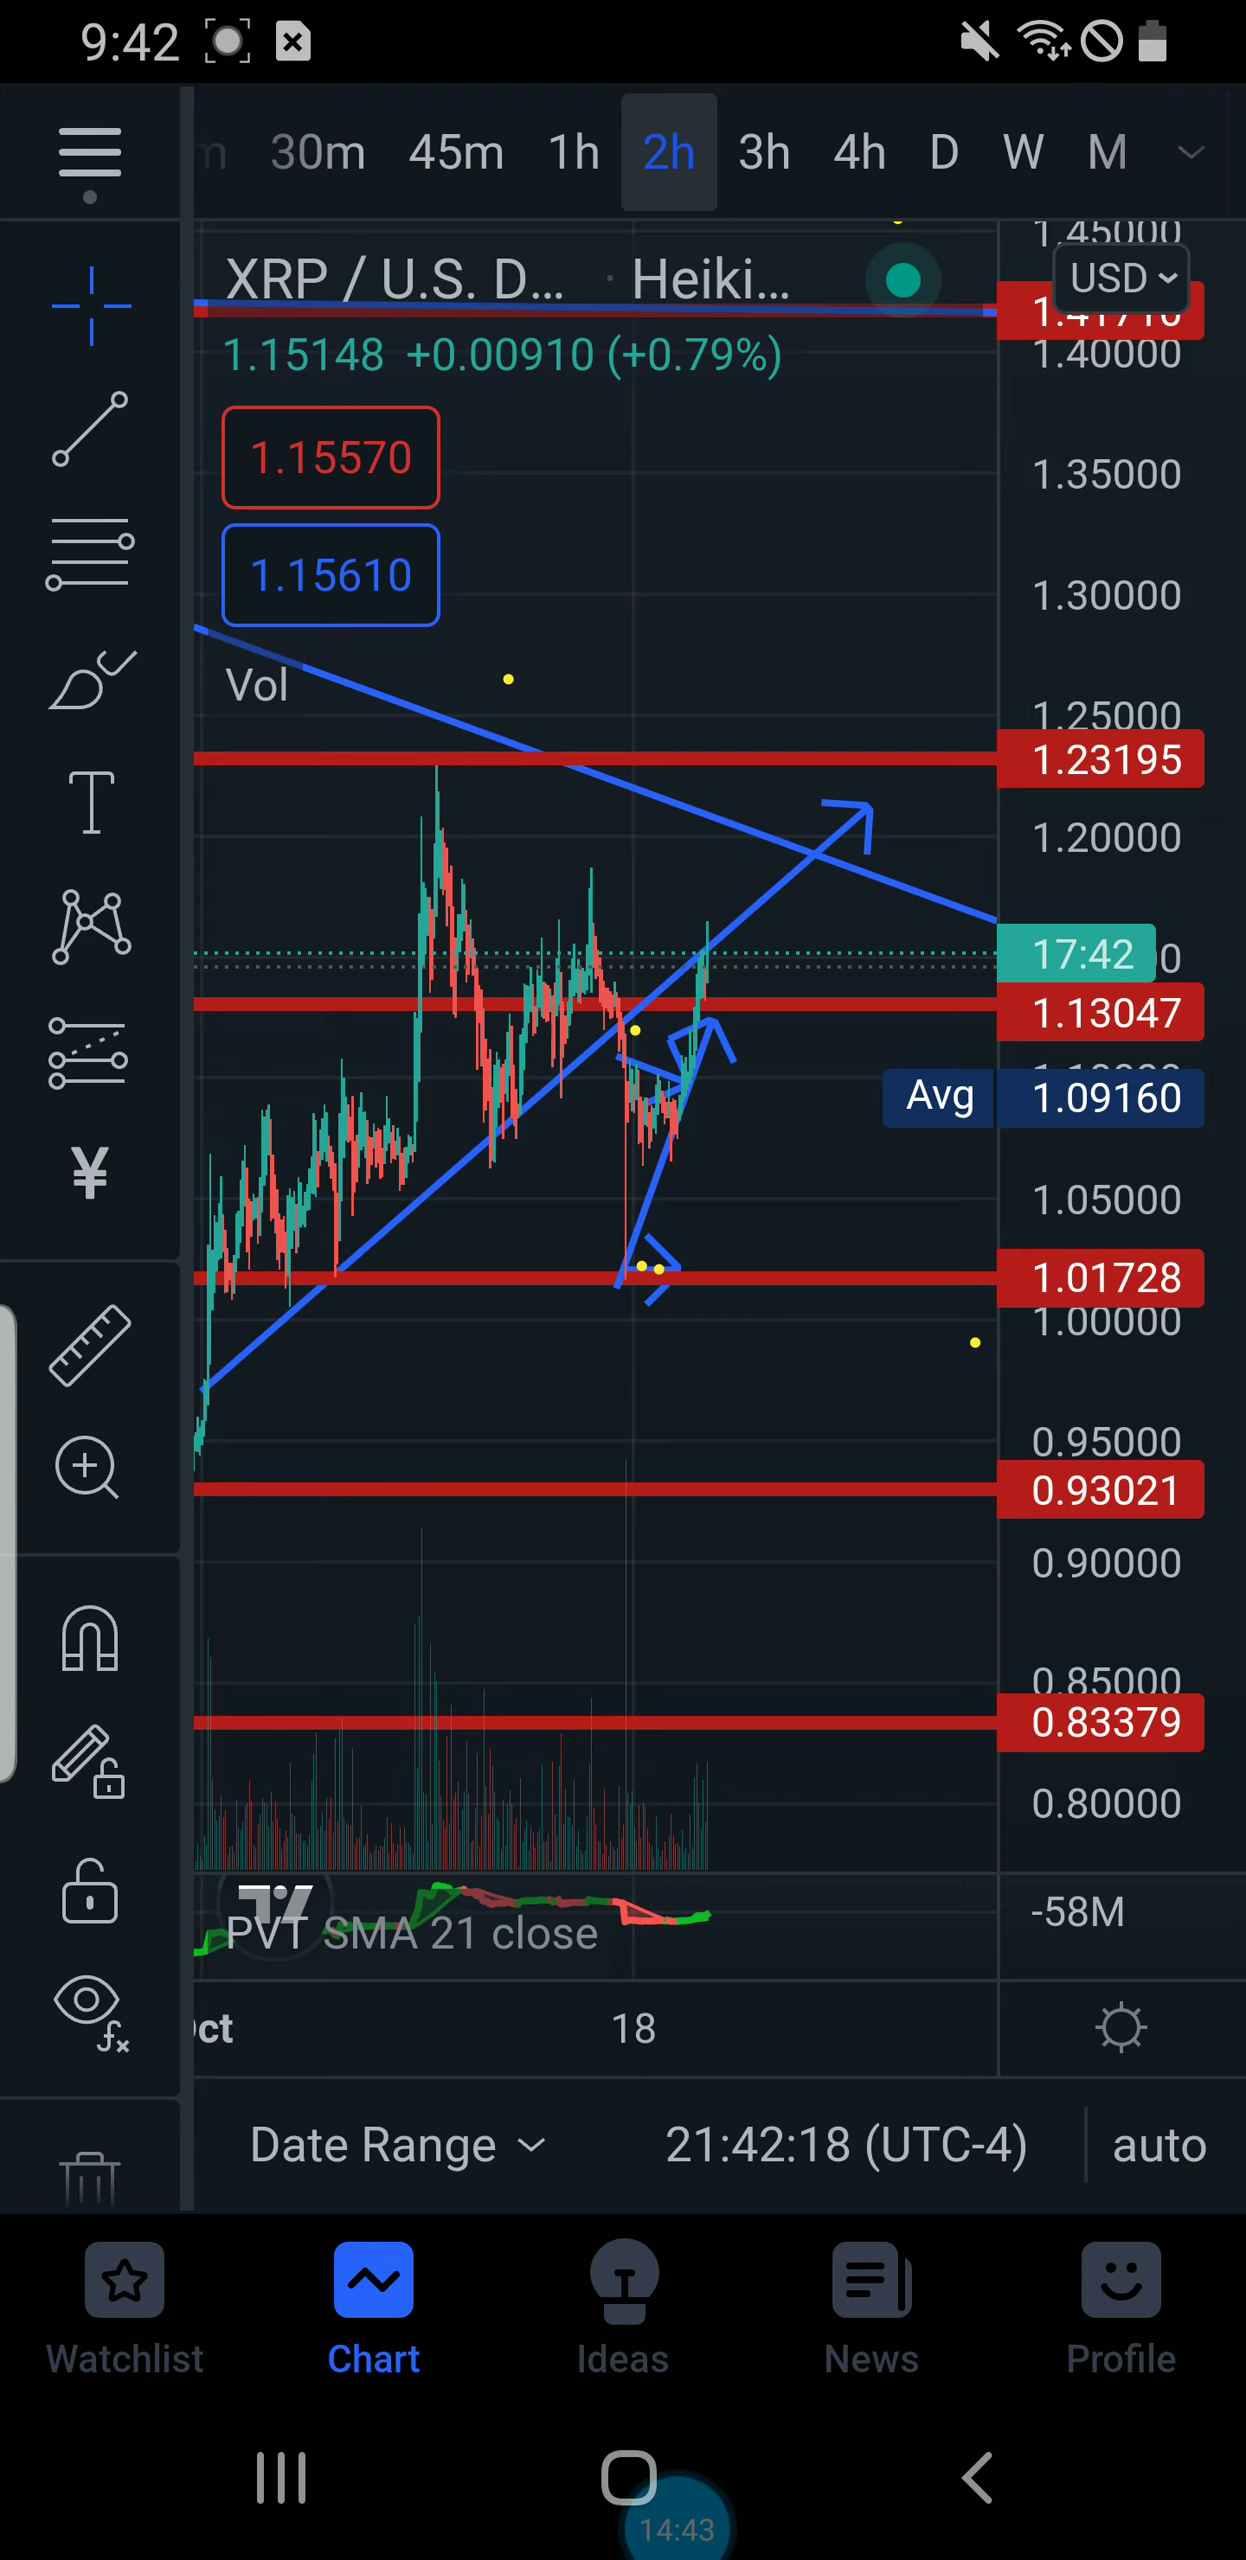 9:42
30m 45m 1h 2h 3h 4h D W M
XRP / U.S. D... · Heiki...
USD
1.45000
1.41710
1.15148 +0.00910 (+0.79%)
1.40000
1.15570
1.35000
1.15610
1.30000
Vol
1.25000
1.23195
1.20000
17:42
1.13047
Avg 1.09160
1.05000
1.01728
1.00000
0.95000
0.93021
0.90000
0.85000
0.83379
0.80000
¥
PVT SMA 21 close
-58M
18
Date Range 21:42:18 (UTC-4) auto
Watchlist Chart Ideas News Profile
14:43